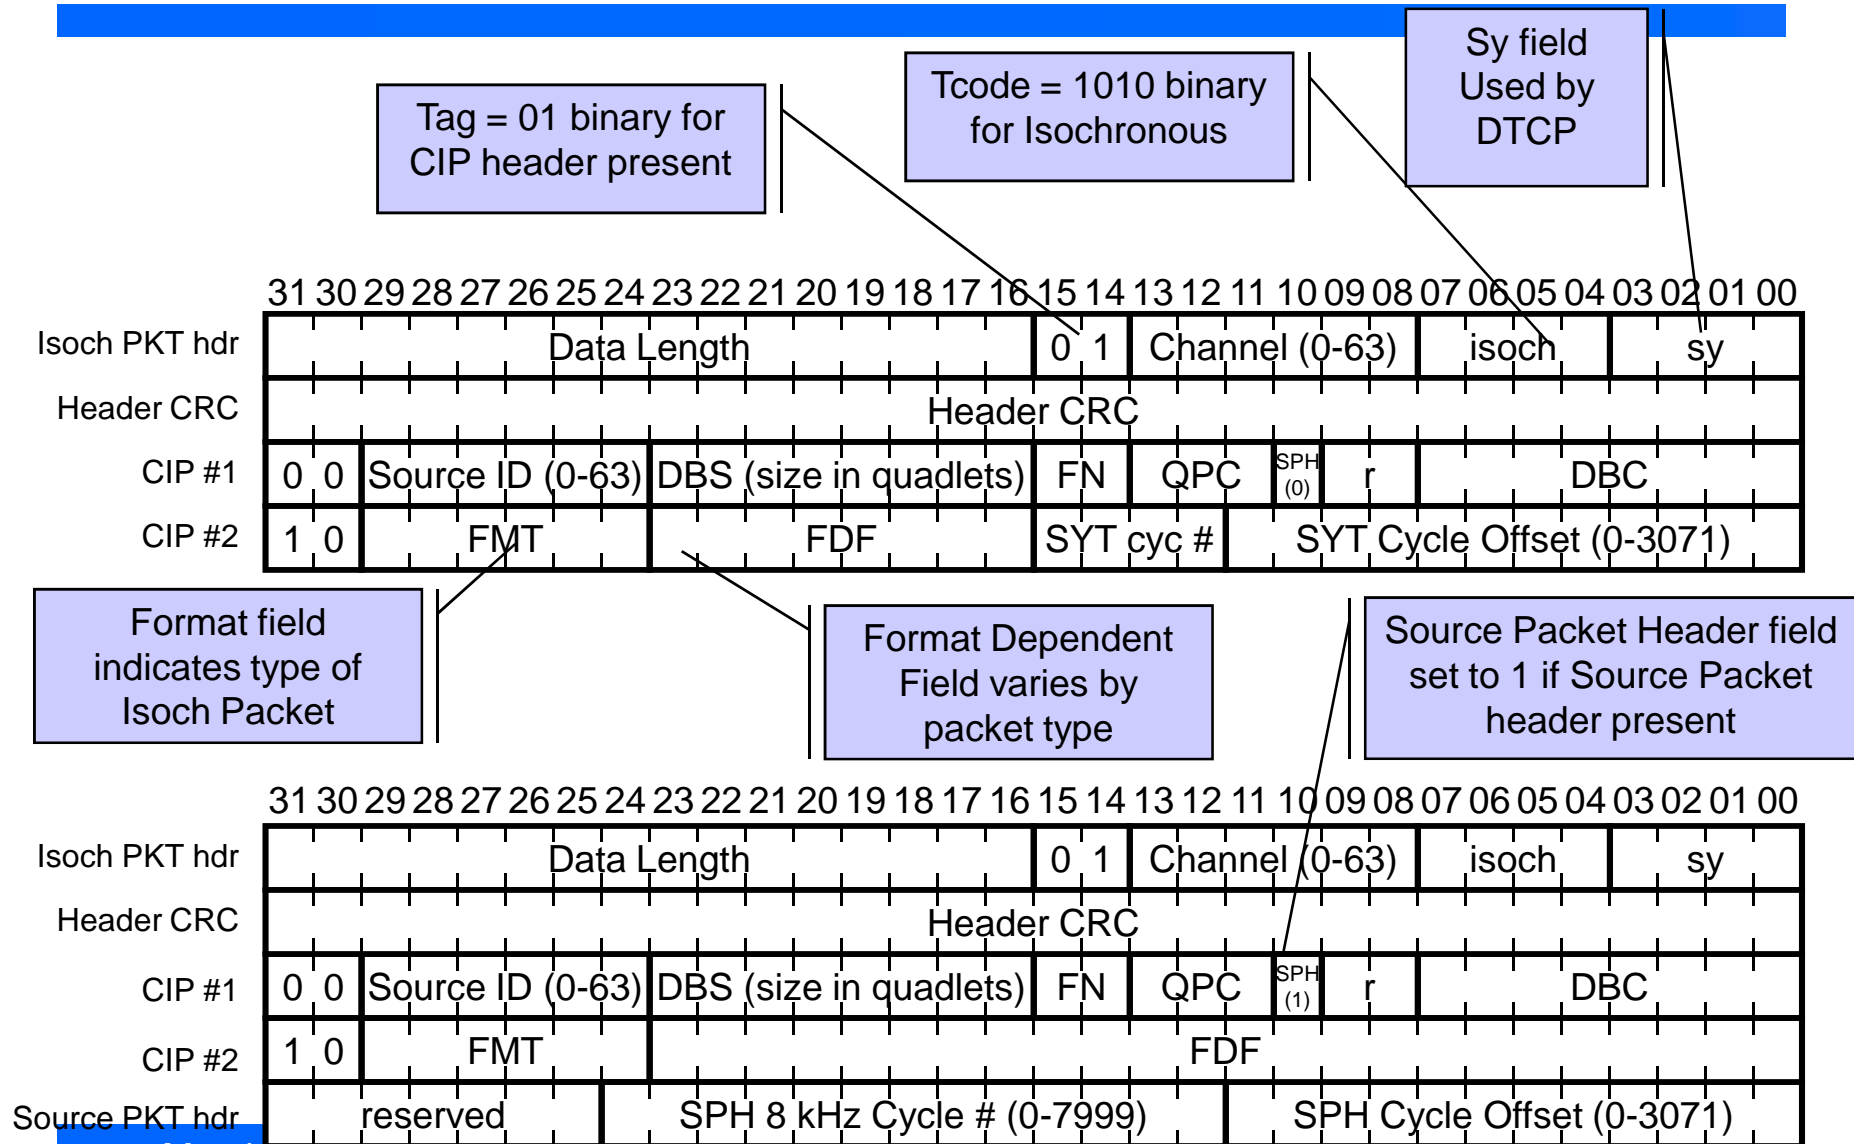 Sy field
Used by
DTCP
Tcode = 1010 binary
for Isochronous
Tag = 01 binary for
CIP header present
31 30 29 28 27 26 25 24 23 22 21 20 19 18 17 16 15 14 13 12 11 10 09 08 07 06 05 04 03 02 01 00
Isoch PKT hdr Data Length 0 1 Channel (0-63) isoch sy
Header CRC Header CRC
CIP #1 0 0 Source ID (0-63) DBS (size in quadlets) FN QPC SPH (0) r DBC
CIP #2 1 0 FMT FDF SYT cyc # SYT Cycle Offset (0-3071)
Format field
indicates type of
Isoch Packet
Format Dependent
Field varies by
packet type
Source Packet Header field
set to 1 if Source Packet
header present
31 30 29 28 27 26 25 24 23 22 21 20 19 18 17 16 15 14 13 12 11 10 09 08 07 06 05 04 03 02 01 00
Isoch PKT hdr Data Length 0 1 Channel (0-63) isoch sy
Header CRC Header CRC
CIP #1 0 0 Source ID (0-63) DBS (size in quadlets) FN QPC SPH (1) r DBC
CIP #2 1 0 FMT FDF
Source PKT hdr reserved SPH 8 kHz Cycle # (0-7999) SPH Cycle Offset (0-3071)